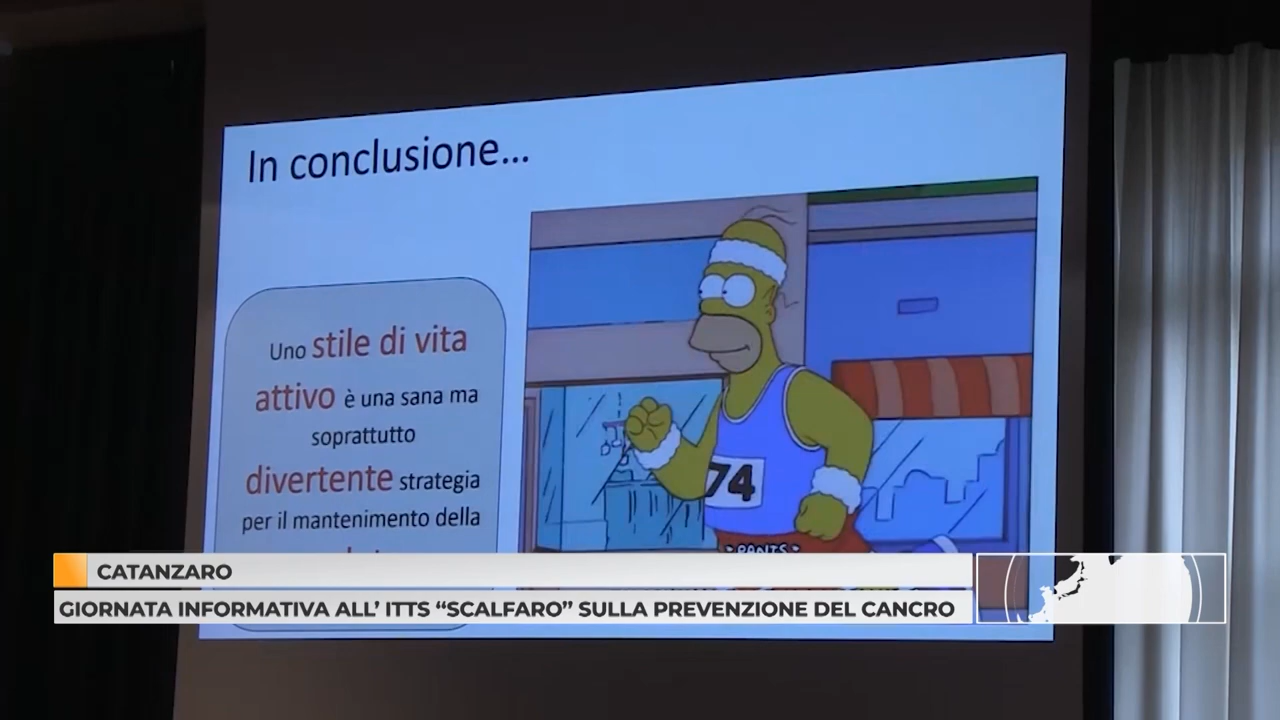 In conclusione...
Uno stile di vita
attivo è una sana ma
soprattutto
divertente strategia
per il mantenimento della
74
PANTS
CATANZARO
GIORNATA INFORMATIVA ALL' ITTS “SCALFARO” SULLA PREVENZIONE DEL CANCRO